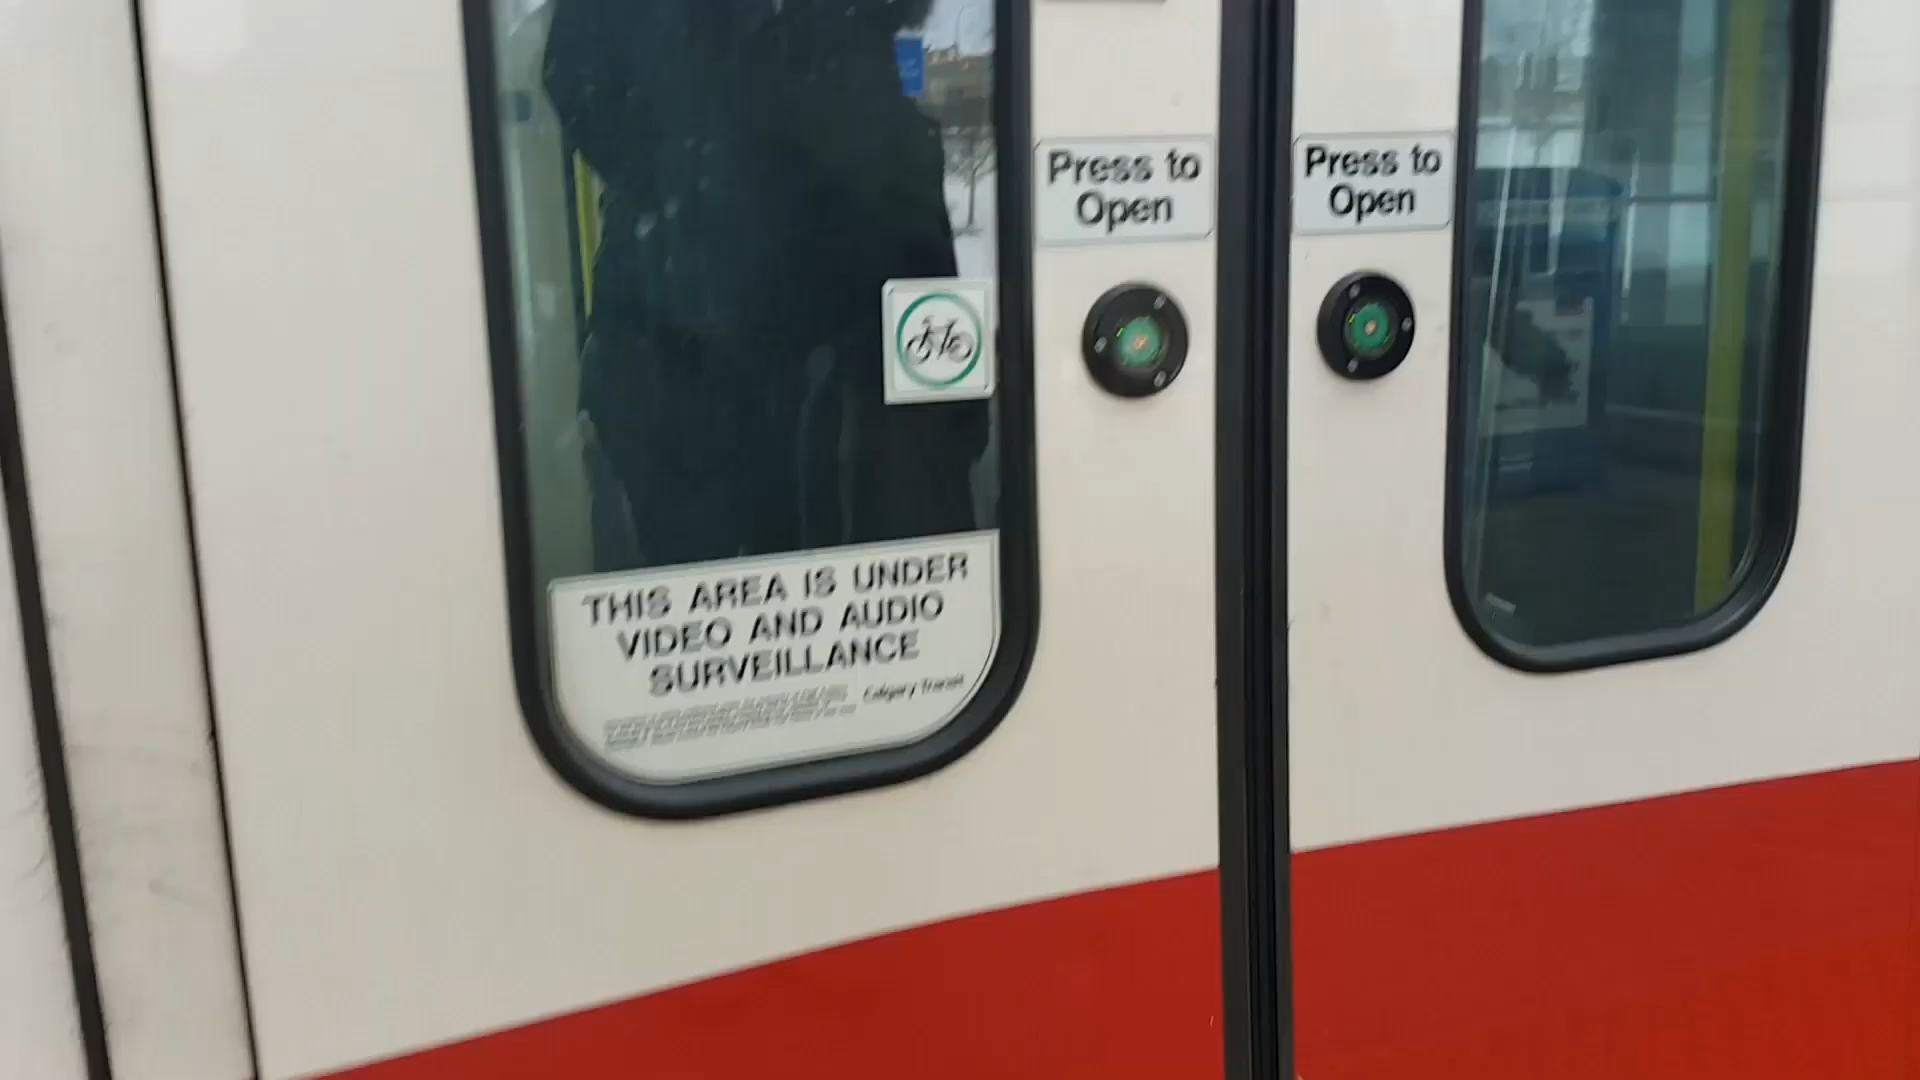 Press to
Open
Press to
Open
THIS AREA IS UNDER
VIDEO AND AUDIO
SURVEILLANCE
Calgary Transit